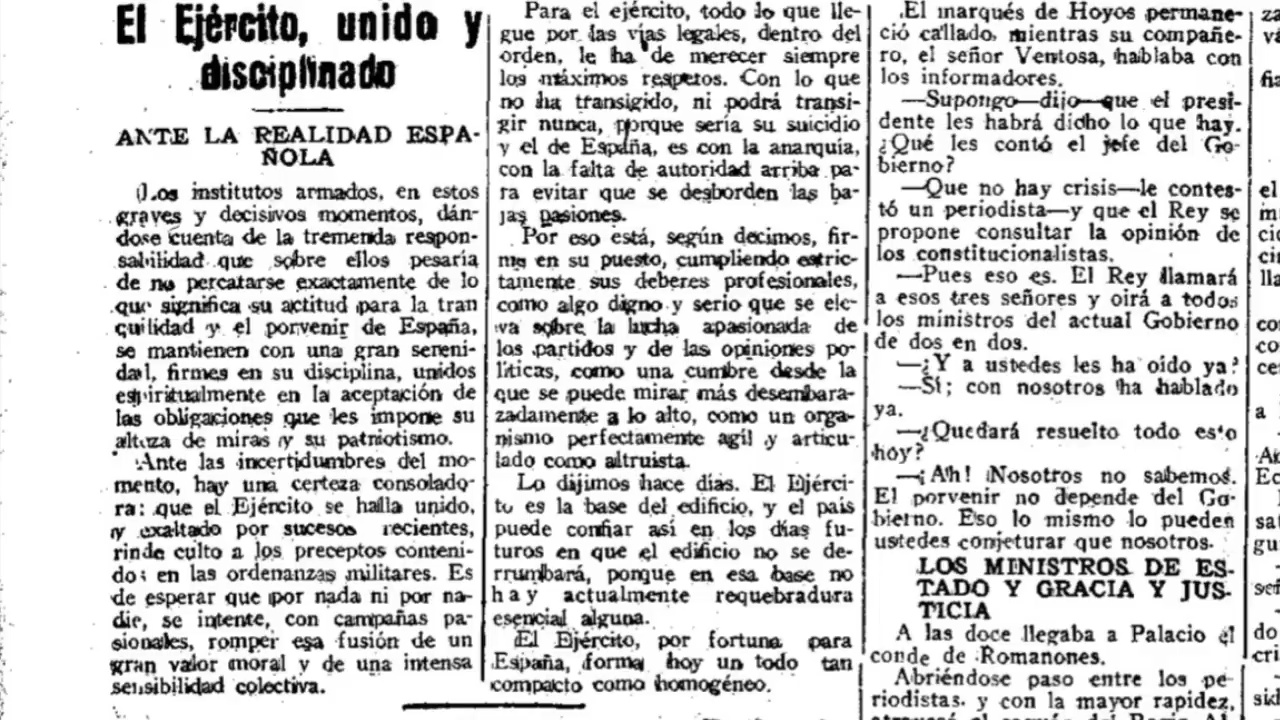 El Ejército, unido y
disciplinado
ANTE LA REALIDAD ESPA-
ÑOLA
Los institutos armados, en estos
graves y decisivos momentos, dán-
dose cuenta de la tremenda respon-
sabilidad que sobre ellos pesaría
de no percatarse exactamente de lo
que significa su actitud para la tran
quilidad y el porvenir de España,
se mantienen con una gran sereni-
dad, firmes en su disciplina, unidos
espiritualmente en la aceptación de
las obligaciones que les impone su
alteza de miras y su patriotismo.
Ante las incertidumbres del mo-
mento, hay una certeza consolado-
ra: que el Ejército se halla unido,
y exaltado por sucesos recientes,
rinde culto a los preceptos conteni-
dos en las ordenanzas militares. Es
de esperar que por nada ni por na-
die, se intente, con campañas pa-
sionales, romper esa fusión de un
gran valor moral y de una intensa
sensibilidad colectiva.
Para el ejército, todo lo que lle-
gue por las vías legales, dentro del
orden, le ha de merecer siempre
los máximos respetos. Con lo que
no ha transigido, ni podrá transi-
gir nunca, porque sería su suicidio
y el de España, es con la anarquía,
con la falta de autoridad arriba pa-
ra evitar que se desborden las ba-
jas pasiones.
Por eso está, según decimos, fir-
me en su puesto, cumpliendo estric-
tamente sus deberes profesionales,
como algo digno y serio que se ele-
va sobre la lucha apasionada de
los partidos y de las opiniones po-
líticas, como una cumbre desde la
que se puede mirar más desembara-
zadamente a lo alto, como un orga-
nismo perfectamente agil y articu-
lado como altruista.
Lo dijimos hace días. El Ejérci-
to es la base del edificio, y el país
puede confiar así en los días fu-
turos en que el edificio no se de-
rrumbará, porque en esa base no
hay actualmente requebradura
esencial alguna.
El Ejército, por fortuna para
España, forma hoy un todo tan
compacto como homogéneo.
El marqués de Hoyos permane-
ció callado, mientras su compañe-
ro, el señor Ventosa, hablaba con
los informadores.
—Supongo—dijo—que el presi-
dente les habrá dicho lo que hay.
¿Qué les contó el jefe del Go-
bierno?
—Que no hay crisis—le contes-
tó un periodista—y que el Rey se
propone consultar la opinión de
los constitucionalistas.
—Pues eso es. El Rey llamará
a esos tres señores y oirá a todos
los ministros del actual Gobierno
de dos en dos.
—¿Y a ustedes les ha oído ya?
—Sí; con nosotros ha hablado
ya.
—¿Quedará resuelto todo esto
hoy?
—¡Ah! Nosotros no sabemos.
El porvenir no depende del Go-
bierno. Eso lo mismo lo pueden
ustedes conjeturar que nosotros.
LOS MINISTROS DE ES-
TADO Y GRACIA Y JUS-
TICIA
A las doce llegaba a Palacio el
conde de Romanones.
Abriéndose paso entre los pe-
riodistas y con la mayor rapidez,